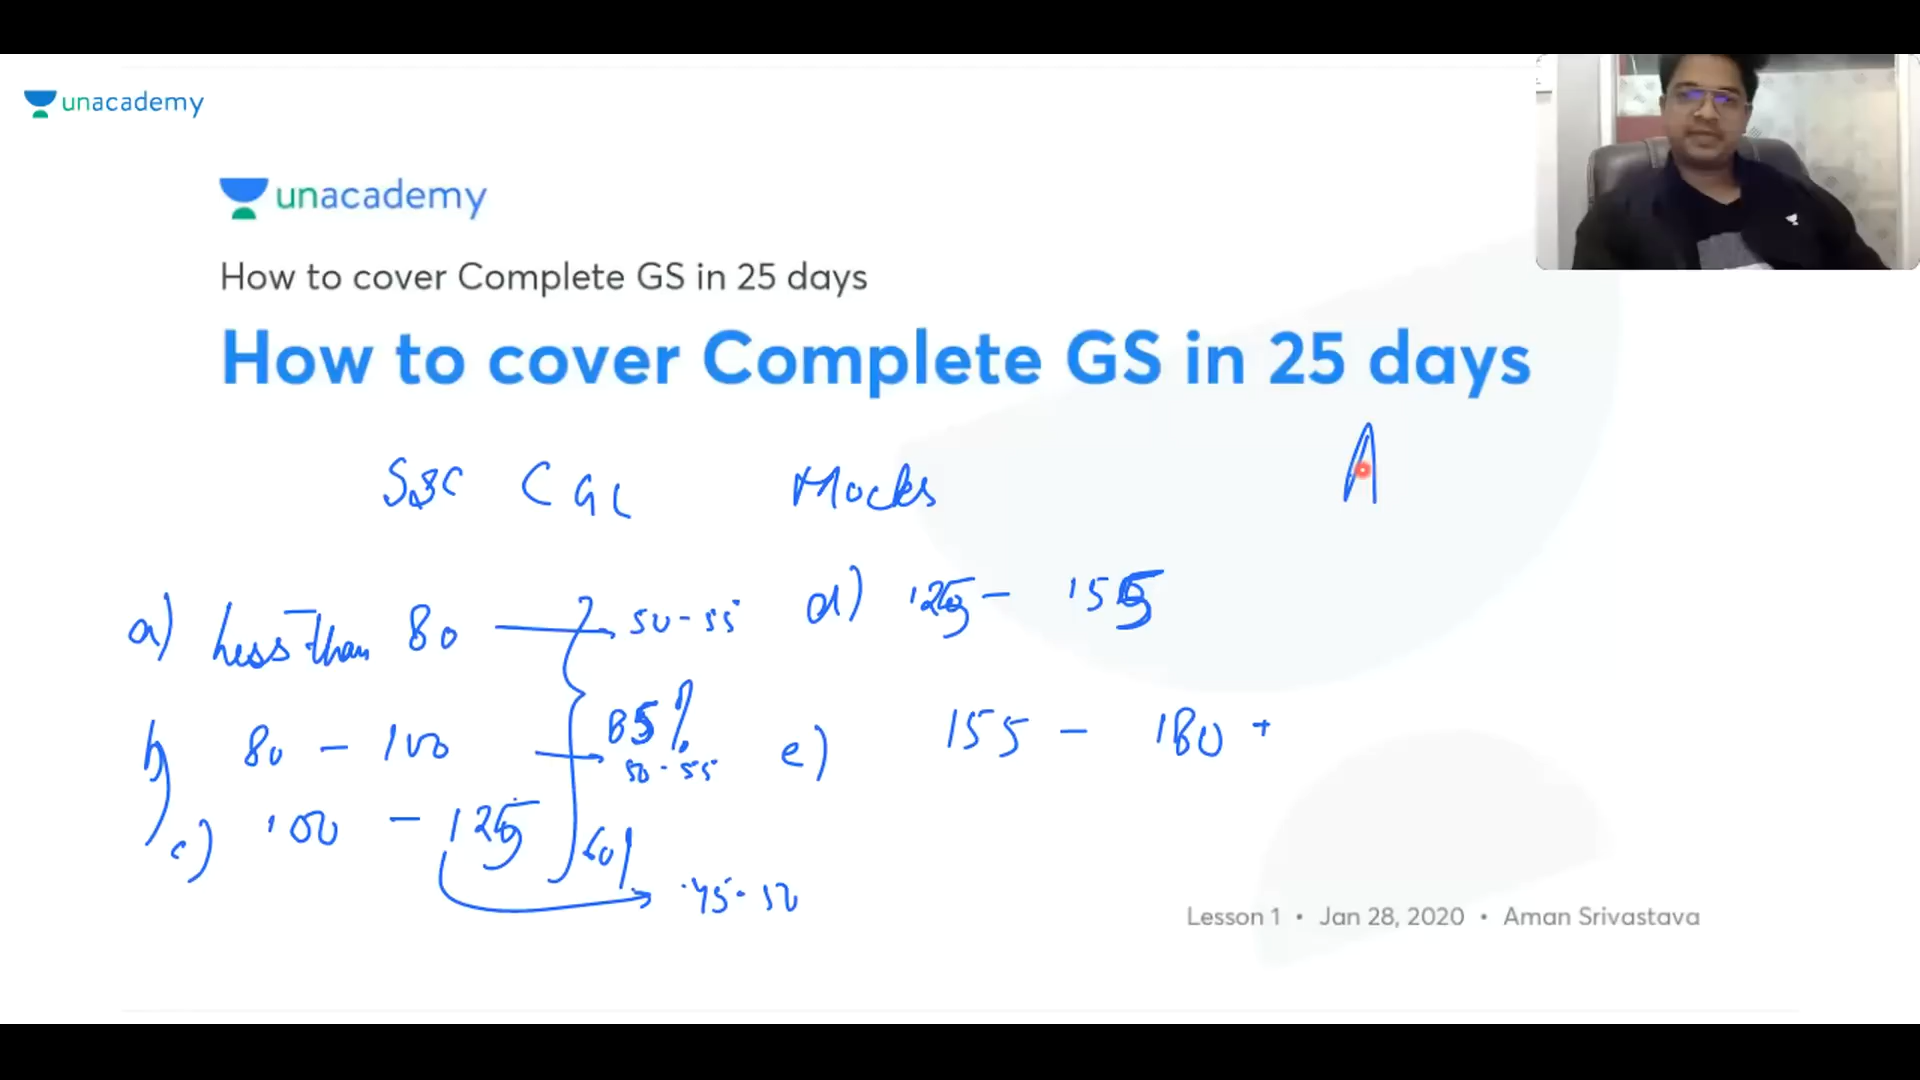 unacademy
unacademy
How to cover Complete GS in 25 days
How to cover Complete GS in 25 days
A
SSC CGL Mocks
a) Less Than 80 50-55
d) 125 - 155
b) 80 - 100 85%
50-55
e) 155 - 180 +
c) 100 - 125 60%
45-50
Lesson 1 • Jan 28, 2020 • Aman Srivastava